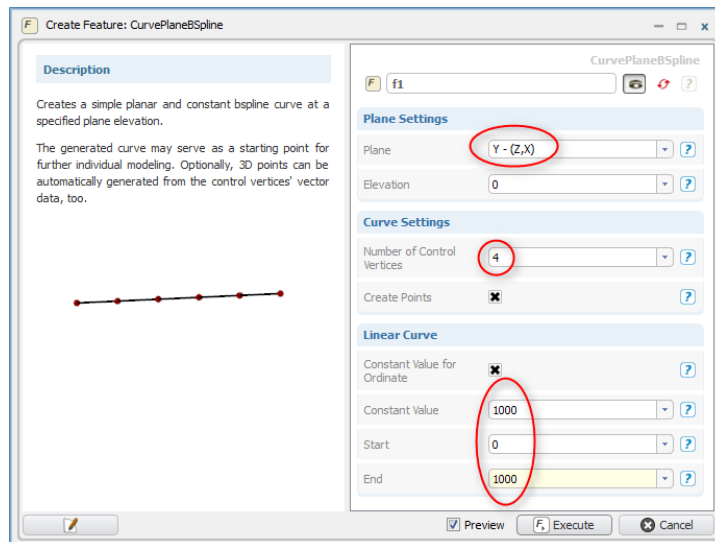 F Create Feature: CurvePlaneBSpline
Description
Creates a simple planar and constant bspline curve at a
specified plane elevation.
The generated curve may serve as a starting point for
further individual modeling. Optionally, 3D points can be
automatically generated from the control vertices' vector
data, too.
CurvePlaneBSpline
F f1 ?
Plane Settings
Plane Y - (Z,X) ?
Elevation 0 ?
Curve Settings
Number of Control
Vertices 4 ?
Create Points ?
Linear Curve
Constant Value for
Ordinate ?
Constant Value 1000 ?
Start 0 ?
End 1000 ?
Preview F Execute Cancel